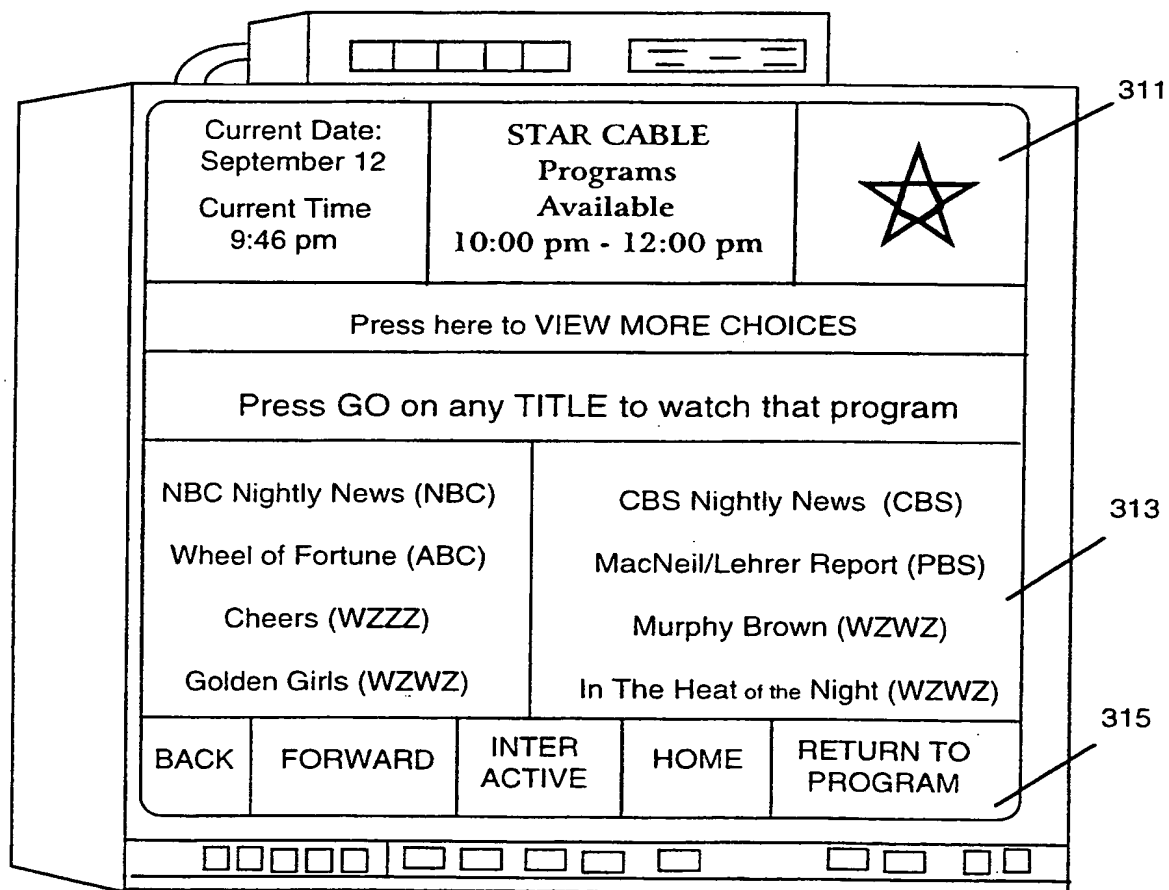 Current Date:
September 12
Current Time
9:46 pm
STAR CABLE
Programs
Available
10:00 pm - 12:00 pm
311
Press here to VIEW MORE CHOICES
Press GO on any TITLE to watch that program
NBC Nightly News (NBC)
Wheel of Fortune (ABC)
Cheers (WZZZ)
Golden Girls (WZWZ)
CBS Nightly News (CBS)
MacNeil/Lehrer Report (PBS)
Murphy Brown (WZWZ)
In The Heat of the Night (WZWZ)
313
BACK
FORWARD
INTER
ACTIVE
HOME
RETURN TO
PROGRAM
315